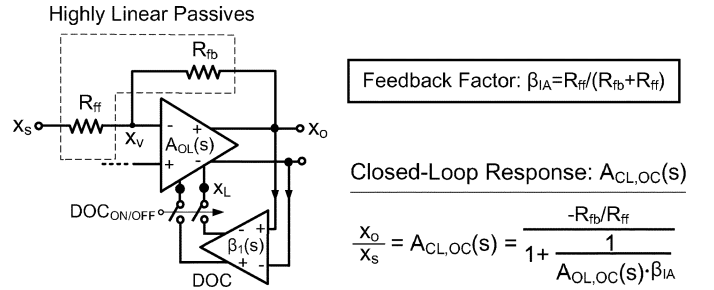 Highly Linear Passives
R_fb
R_ff
x_s
x_v
- +
A_OL(s)
+ -
x_o
x_L
DOC_ON/OFF
- +
β_1(s)
+ -
DOC
Feedback Factor: β_IA=R_ff/(R_fb+R_ff)
Closed-Loop Response: A_CL,OC(s)
x_o/x_s = A_CL,OC(s) = (-R_fb/R_ff)/(1+ 1/(A_OL,OC(s)·β_IA))